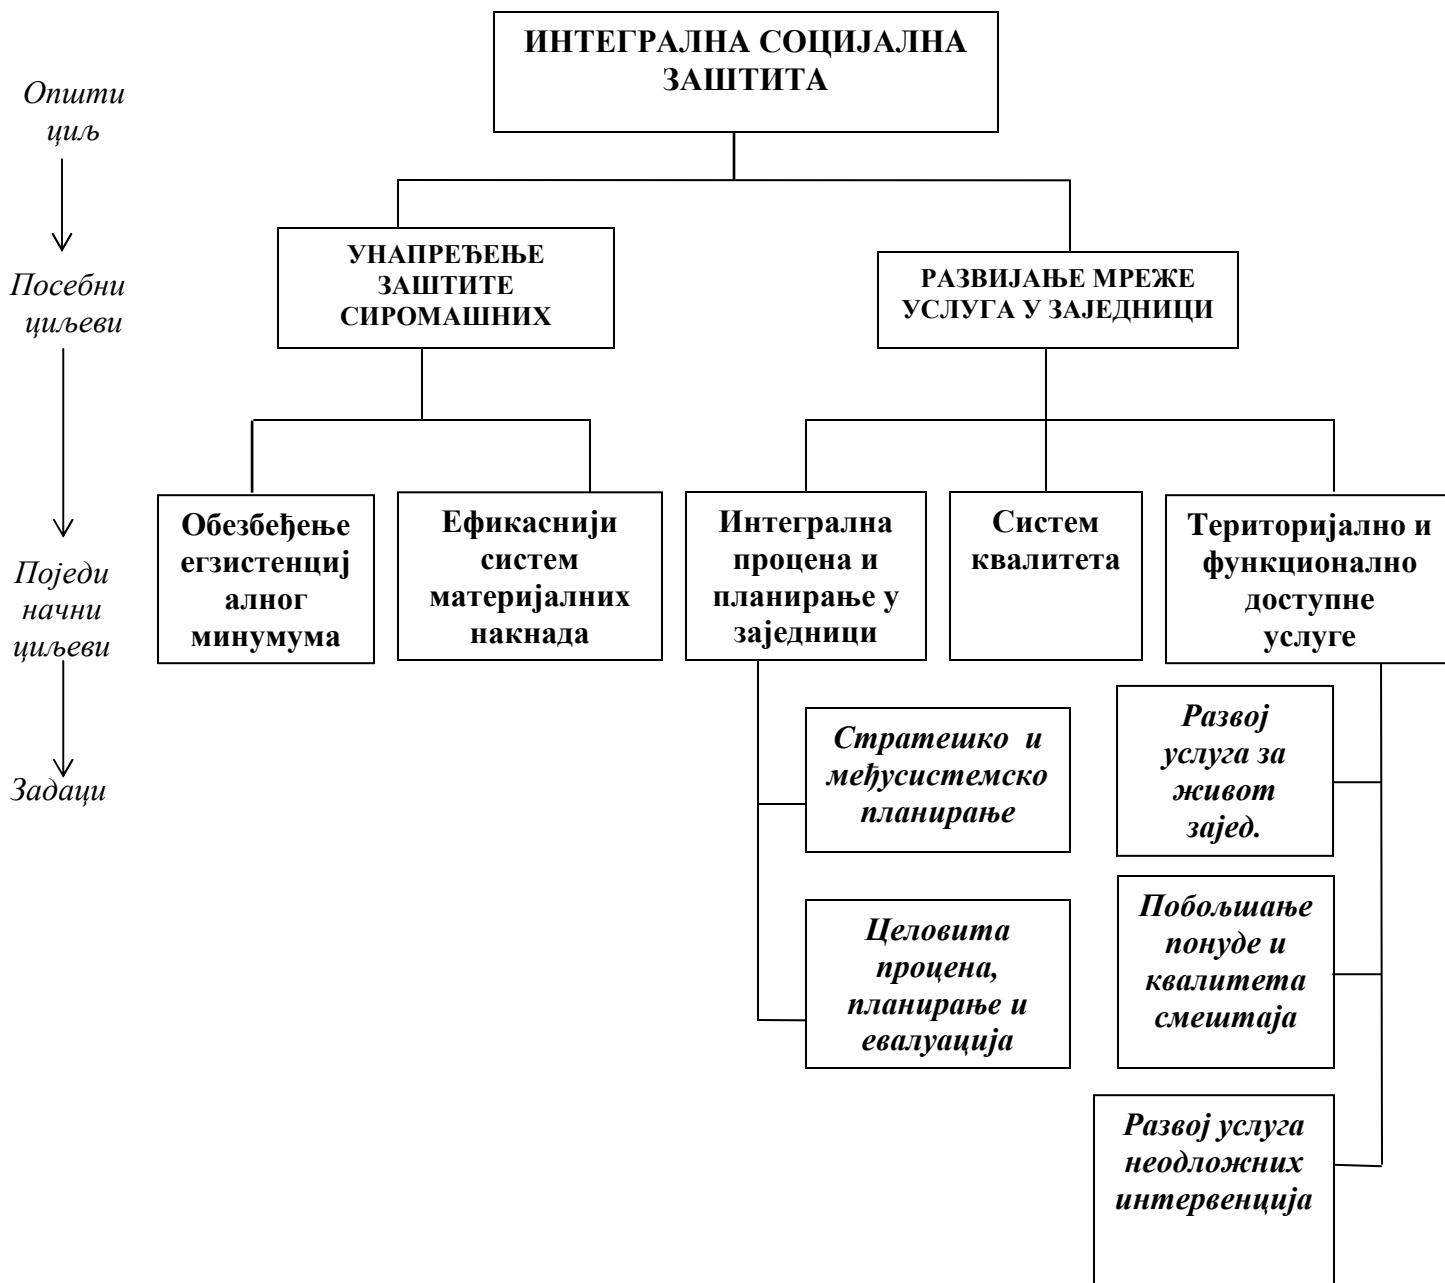 ИНТЕГРАЛНА СОЦИЈАЛНА
ЗАШТИТА
Општи
циљ
УНАПРЕЂЕЊЕ
ЗАШТИТЕ
СИРОМАШНИХ
РАЗВИЈАЊЕ МРЕЖЕ
УСЛУГА У ЗАЈЕДНИЦИ
Посебни
циљеви
Обезбеђење
егзистенциј
алног
минумума
Ефикаснији
систем
материјалних
накнада
Интегрална
процена и
планирање у
заједници
Систем
квалитета
Територијално и
функционално
доступне
услуге
Поједи
начни
циљеви
Стратешко и
међусистемско
планирање
Развој
услуга за
живот
зајед.
Задаци
Целовита
процена,
планирање и
евалуација
Побољшање
понуде и
квалитета
смештаја
Развој услуга
неодложних
интервенција